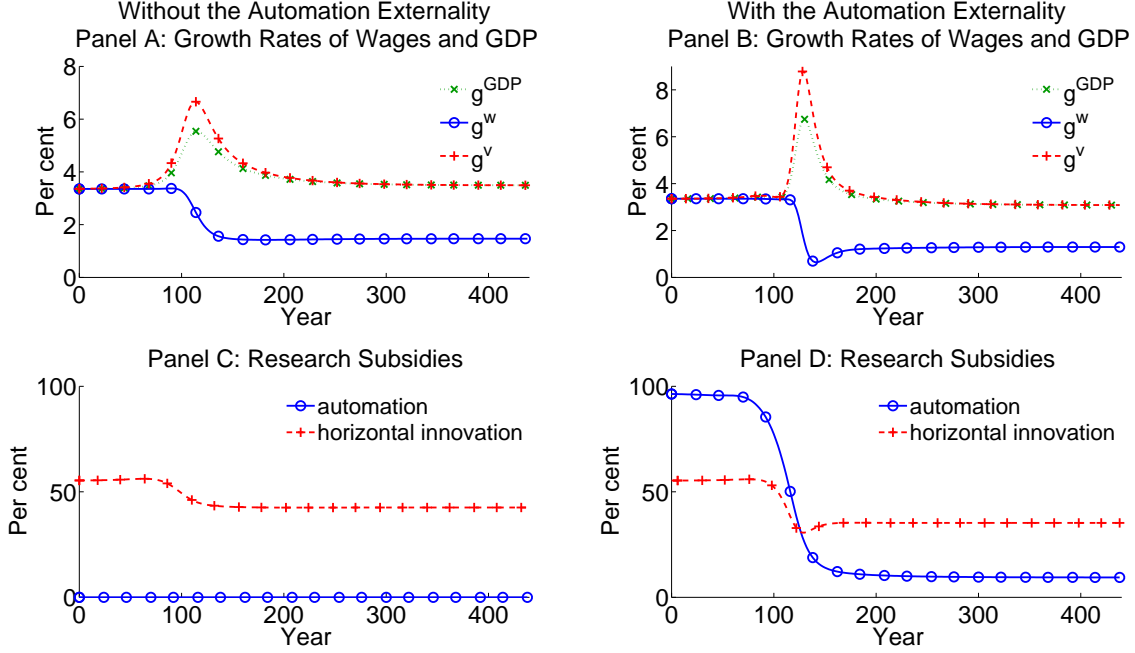 Without the Automation Externality
Panel A: Growth Rates of Wages and GDP
8
6
4
2
0
Per cent
g^GDP
g^w
g^v
0 100 200 300 400
Year
With the Automation Externality
Panel B: Growth Rates of Wages and GDP
8
6
4
2
0
Per cent
g^GDP
g^w
g^v
0 100 200 300 400
Year
Panel C: Research Subsidies
100
50
0
Per cent
automation
horizontal innovation
0 100 200 300 400
Year
Panel D: Research Subsidies
100
50
0
Per cent
automation
horizontal innovation
0 100 200 300 400
Year